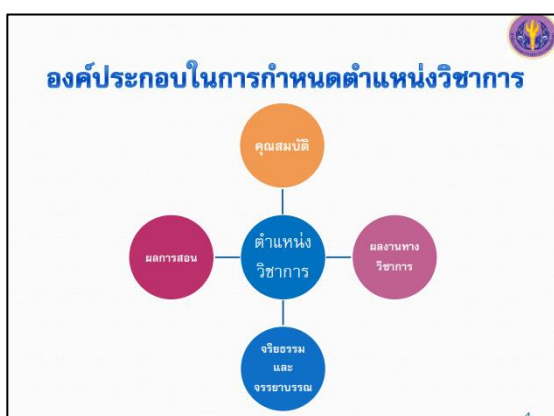 องค์ประกอบในการกำหนดตำแหน่งวิชาการ
คุณสมบัติ
ผลการสอน
ตำแหน่ง
วิชาการ
ผลงานทาง
วิชาการ
จริยธรรม
และ
จรรยาบรรณ